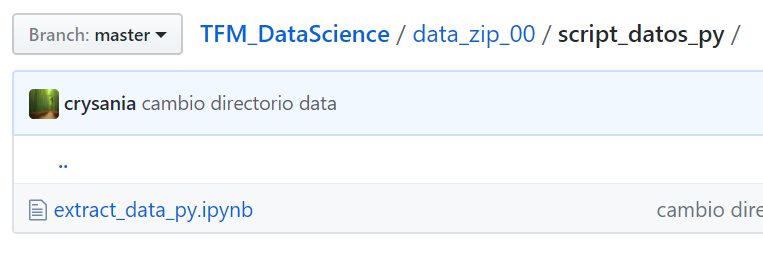 Branch: master TFM_DataScience / data_zip_00 / script_datos_py /
crysania cambio directorio data
..
extract_data_py.ipynb cambio dire